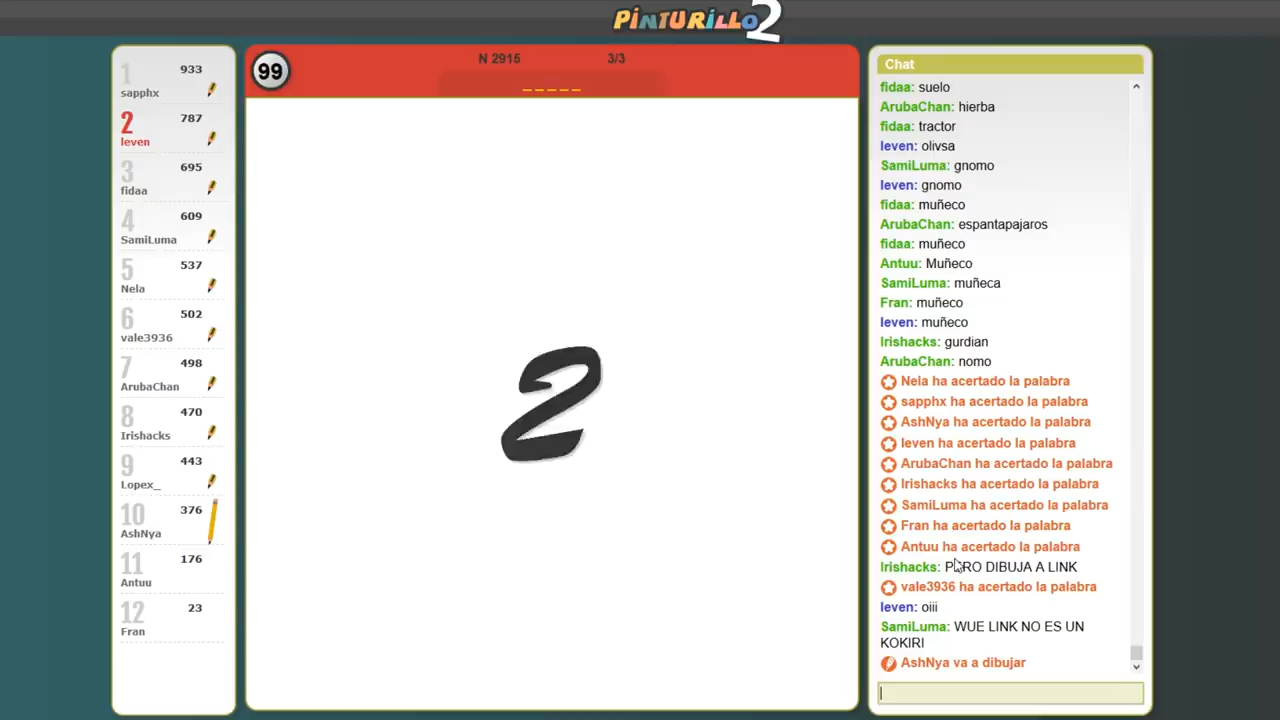 PINTURILLO 2
99
N 2915
3/3
_ _ _ _ _
1
933
sapphx
2
787
leven
3
695
fidaa
4
609
SamiLuma
5
537
Nela
6
502
vale3936
7
498
ArubaChan
8
470
Irishacks
9
443
Lopex_
10
376
AshNya
11
176
Antuu
12
23
Fran
2
Chat
fidaa: suelo
ArubaChan: hierba
fidaa: tractor
leven: olivsa
SamiLuma: gnomo
leven: gnomo
fidaa: muñeco
ArubaChan: espantapajaros
fidaa: muñeco
Antuu: Muñeco
SamiLuma: muñeca
Fran: muñeco
leven: muñeco
Irishacks: gurdian
ArubaChan: nomo
Nela ha acertado la palabra
sapphx ha acertado la palabra
AshNya ha acertado la palabra
leven ha acertado la palabra
ArubaChan ha acertado la palabra
Irishacks ha acertado la palabra
SamiLuma ha acertado la palabra
Fran ha acertado la palabra
Antuu ha acertado la palabra
Irishacks: PERO DIBUJA A LINK
vale3936 ha acertado la palabra
leven: oiii
SamiLuma: WUE LINK NO ES UN
KOKIRI
AshNya va a dibujar